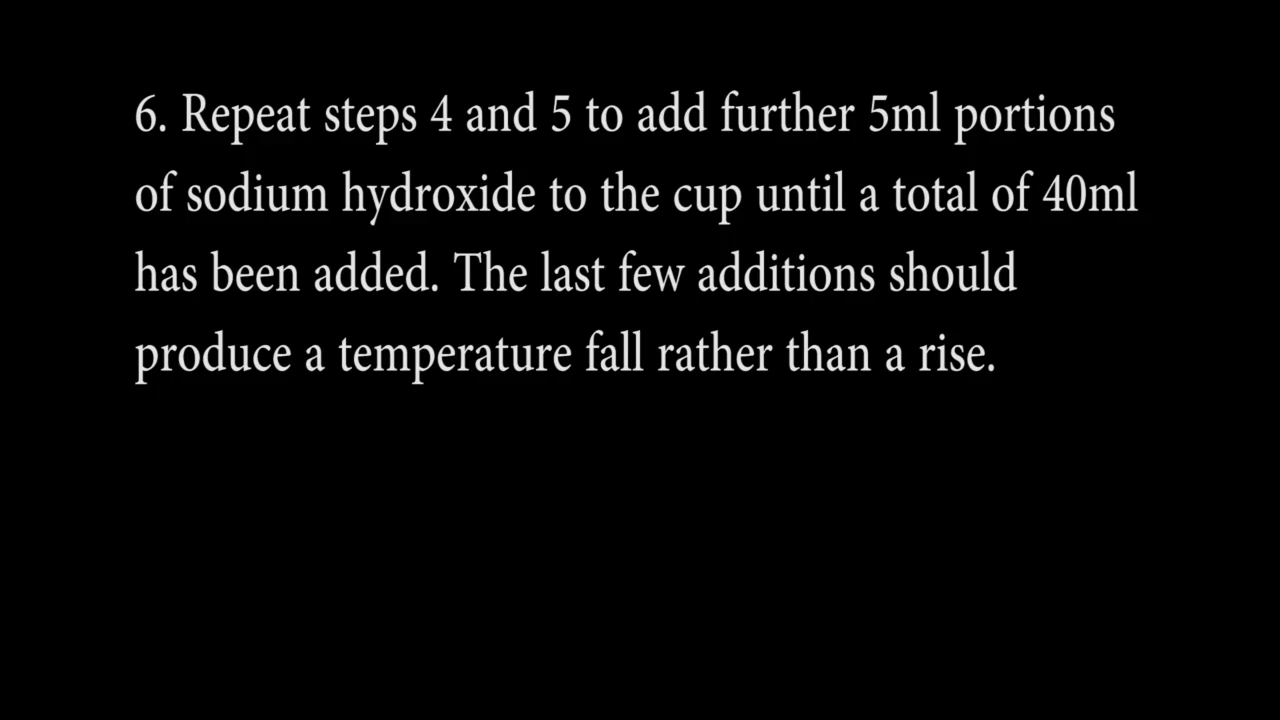 6. Repeat steps 4 and 5 to add further 5ml portions
of sodium hydroxide to the cup until a total of 40ml
has been added. The last few additions should
produce a temperature fall rather than a rise.